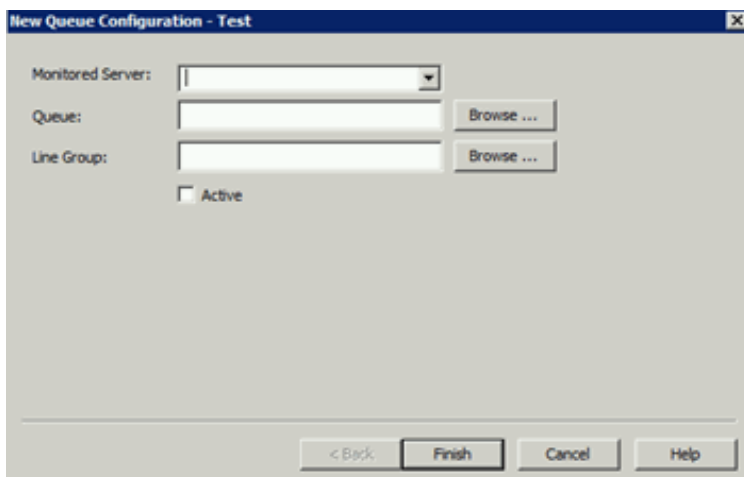 New Queue Configuration - Test
Monitored Server:
Queue:
Browse ...
Line Group:
Browse ...
Active
< Back
Finish
Cancel
Help